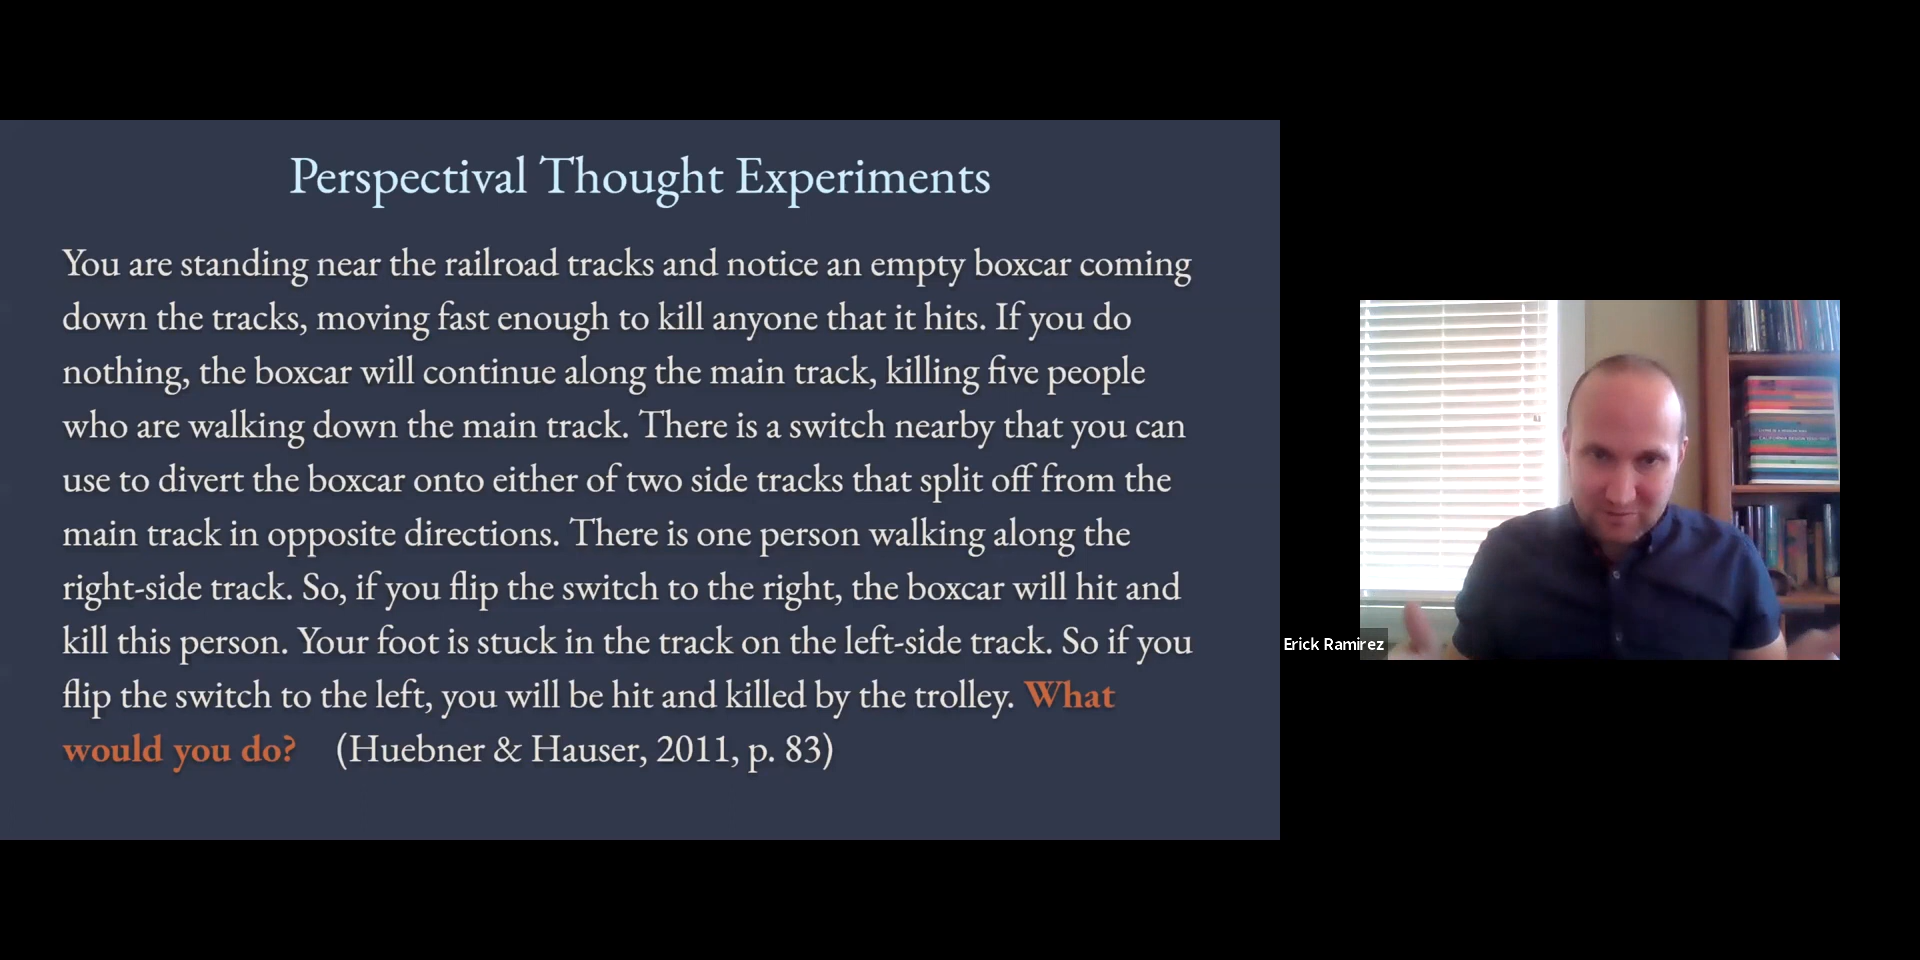 Perspectival Thought Experiments
You are standing near the railroad tracks and notice an empty boxcar coming
down the tracks, moving fast enough to kill anyone that it hits. If you do
nothing, the boxcar will continue along the main track, killing five people
who are walking down the main track. There is a switch nearby that you can
use to divert the boxcar onto either of two side tracks that split off from the
main track in opposite directions. There is one person walking along the
right-side track. So, if you flip the switch to the right, the boxcar will hit and
kill this person. Your foot is stuck in the track on the left-side track. So if you
flip the switch to the left, you will be hit and killed by the trolley. What
would you do? (Huebner & Hauser, 2011, p. 83)
Erick Ramirez